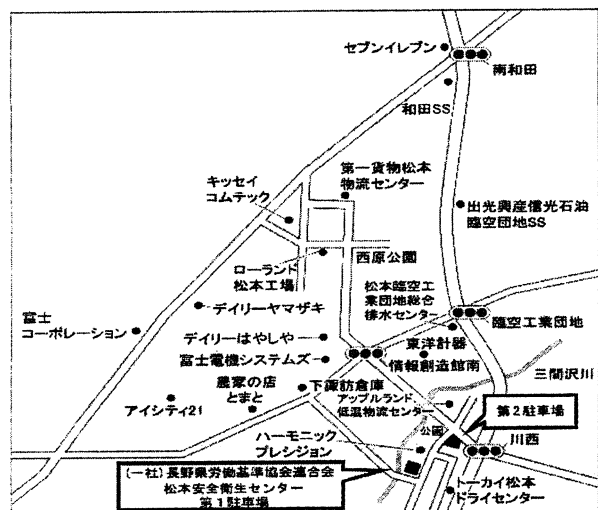 セブンイレブン
南和田
和田SS
第一貨物松本
物流センター
キッセイ
コムテック
出光興産信光石油
臨空団地SS
西原公園
ローランド
松本工場
松本臨空工
業団地総合
排水センター
デイリーヤマザキ
富士
コーポレーション
臨空工業団地
デイリーはやしや
東洋計器
富士電機システムズ
情報創造館南
三間沢川
農家の店
とまと
下諏訪倉庫
アップルランド
低温物流センター
アイシティ21
第2駐車場
公園
川西
ハーモニック
プレシジョン
(一社)長野県労働基準協会連合会
松本安全衛生センター
第1駐車場
トーカイ松本
ドライセンター